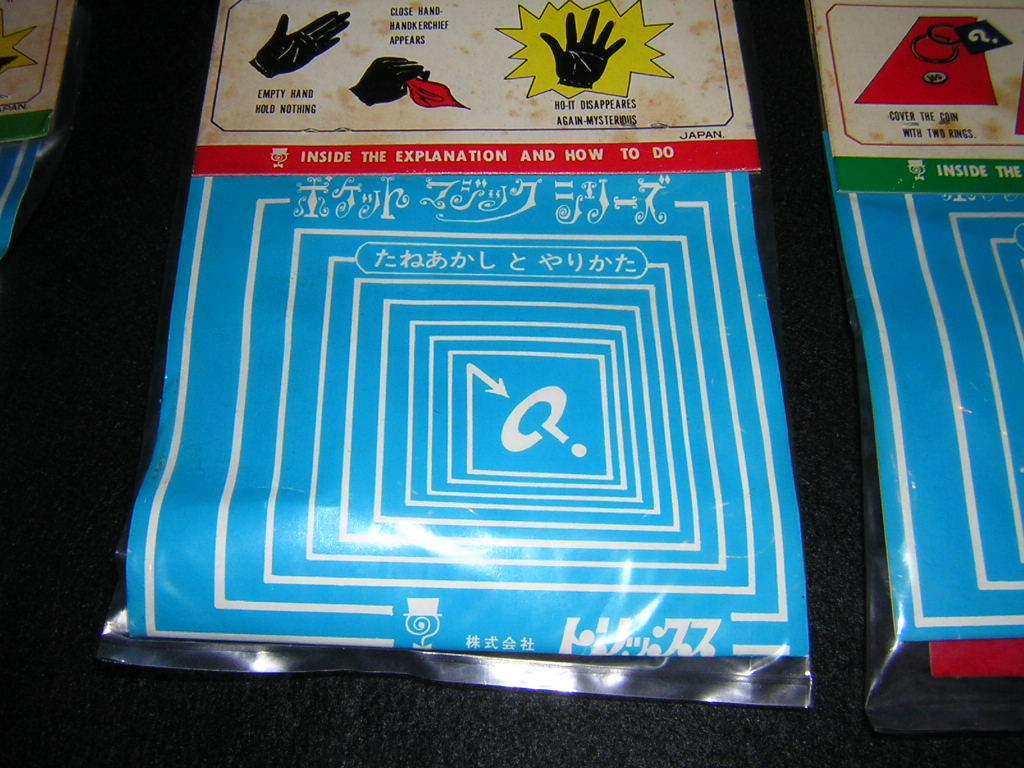 CLOSE HAND-
HANDKERCHIEF
APPEARS
EMPTY HAND
HOLD NOTHING
HO-IT DISAPPEARES
AGAIN-MYSTERIOUS
JAPAN.
INSIDE THE EXPLANATION AND HOW TO DO
ポケット マジック シリーズ
たねあかし と やりかた
株式会社 トリックス
JAPAN.
COVER THE COIN
WITH TWO RINGS.
INSIDE THE